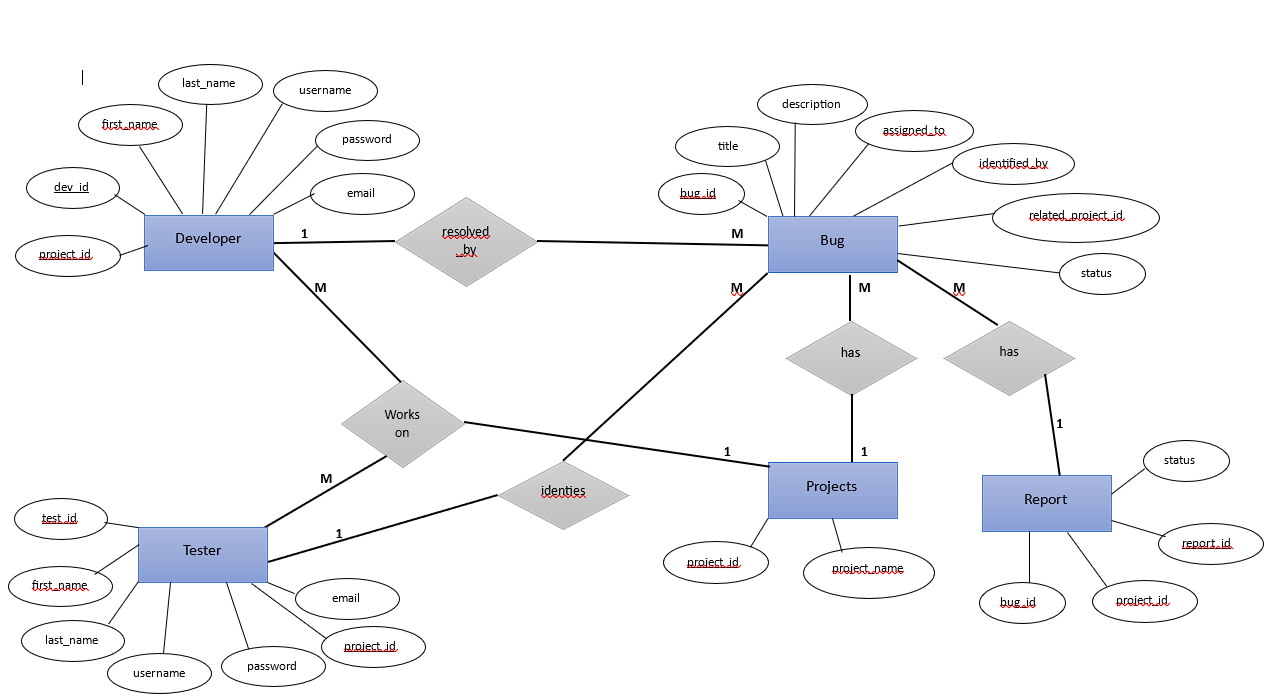 last_name
username
description
first_name
password
assigned_to
title
identified_by
dev_id
email
bug_id
related_project_id
Developer
1
resolved
_by
M
Bug
project_id
status
M
M
M
M
has
has
Works
on
1
1
1
M
identies
Projects
status
Report
test_id
1
Tester
project_id
project_name
report_id
first_name
email
bug_id
project_id
last_name
project_id
username
password